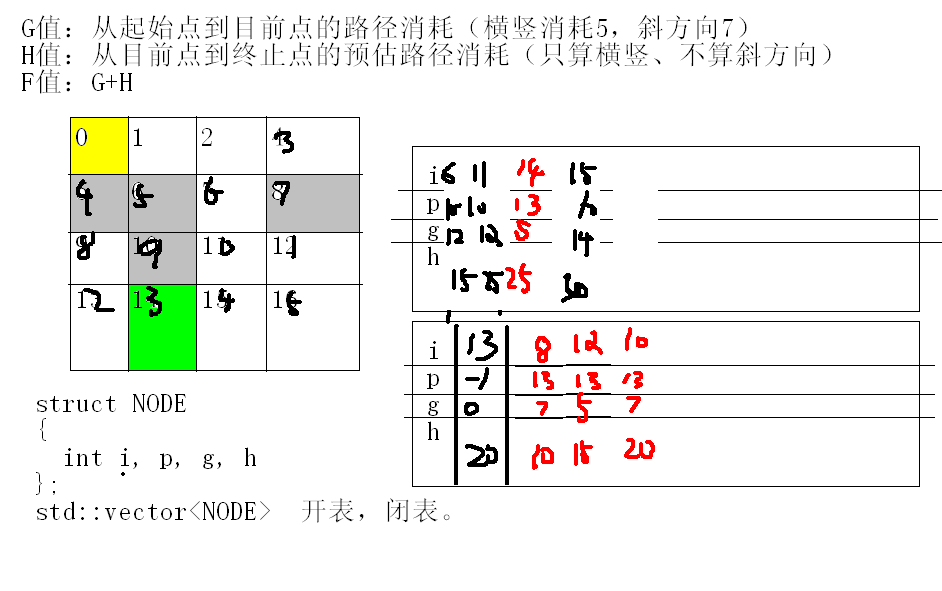 G值：从起始点到目前点的路径消耗（横竖消耗5，斜方向7）
H值：从目前点到终止点的预估路径消耗（只算横竖、不算斜方向）
F值：G+H
0 1 2 3
4 5 6 7
8 9 10 11
12 13 14 15
i 6 11 14 15
p 10 10 13 10
g 12 12 5 14
h
15 15 25 20
i 13 8 12 10
p -1 13 13 13
g 0 7 5 7
h
20 10 15 20
struct NODE
{
int i, p, g, h
};
std::vector<NODE> 开表，闭表。